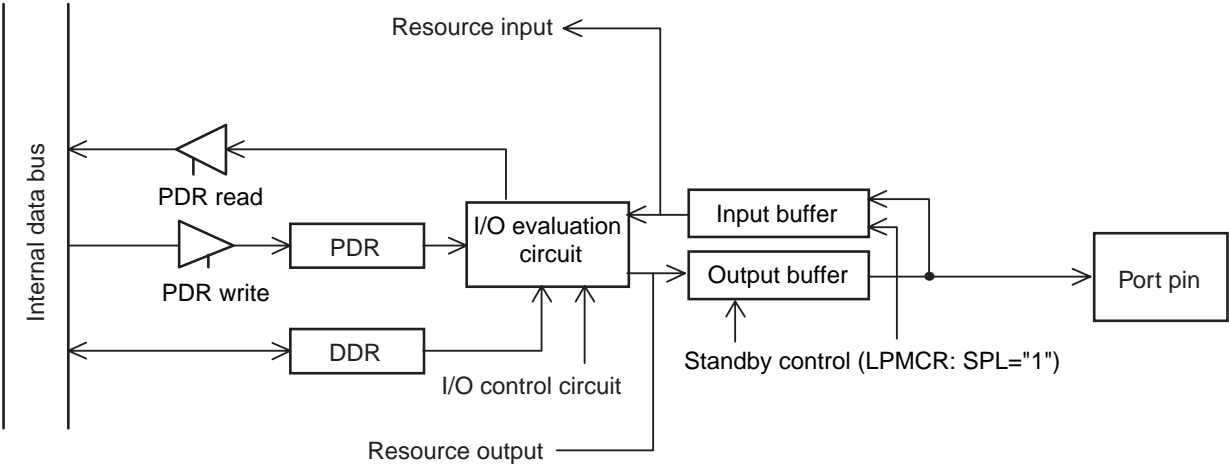 Resource input
Internal data bus
PDR read
I/O evaluation
circuit
Input buffer
PDR
Output buffer
Port pin
PDR write
DDR
Standby control (LPMCR: SPL="1")
I/O control circuit
Resource output